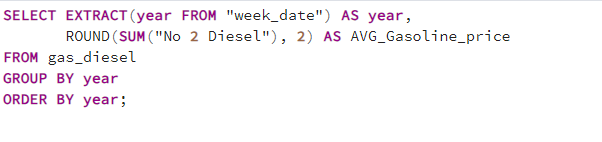 SELECT EXTRACT(year FROM "week_date") AS year,
       ROUND(SUM("No 2 Diesel"), 2) AS AVG_Gasoline_price
FROM gas_diesel
GROUP BY year
ORDER BY year;